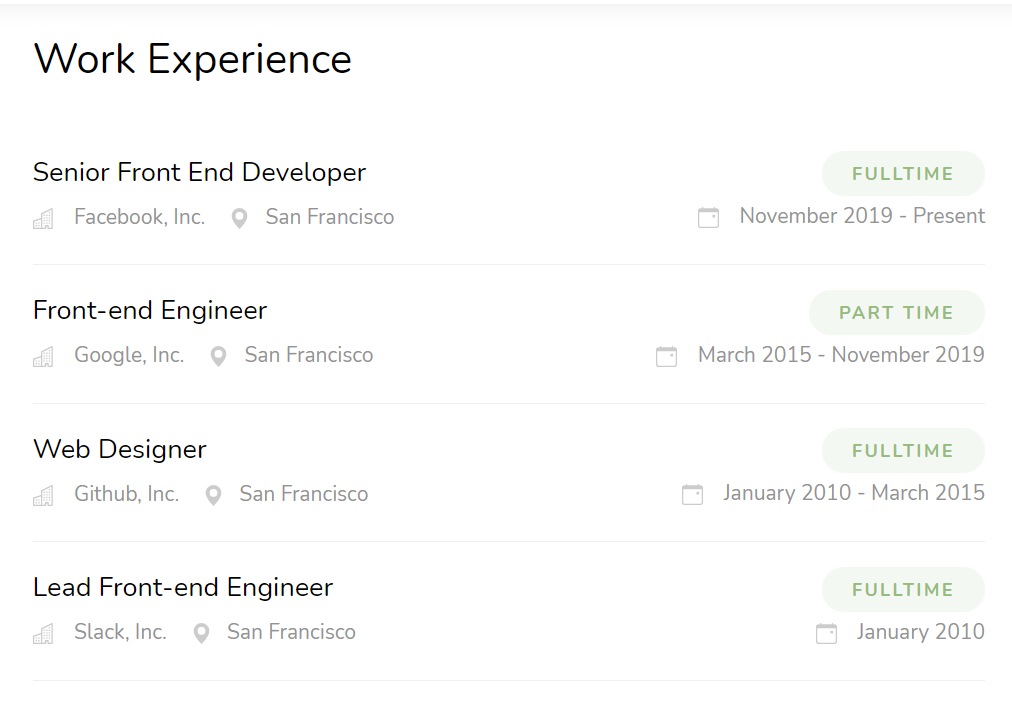 Work Experience
Senior Front End Developer
FULLTIME
Facebook, Inc. San Francisco
November 2019 - Present
Front-end Engineer
PART TIME
Google, Inc. San Francisco
March 2015 - November 2019
Web Designer
FULLTIME
Github, Inc. San Francisco
January 2010 - March 2015
Lead Front-end Engineer
FULLTIME
Slack, Inc. San Francisco
January 2010